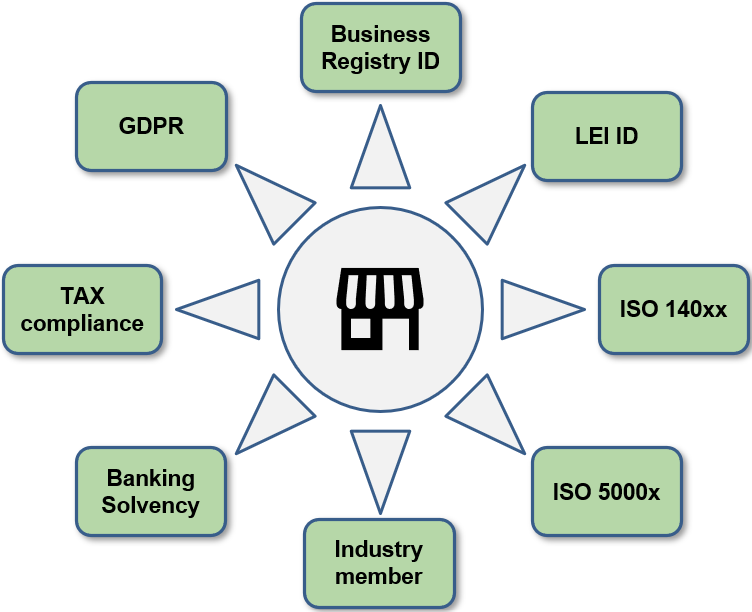 Business
Registry ID
GDPR
LEI ID
TAX
compliance
ISO 140xx
Banking
Solvency
ISO 5000x
Industry
member